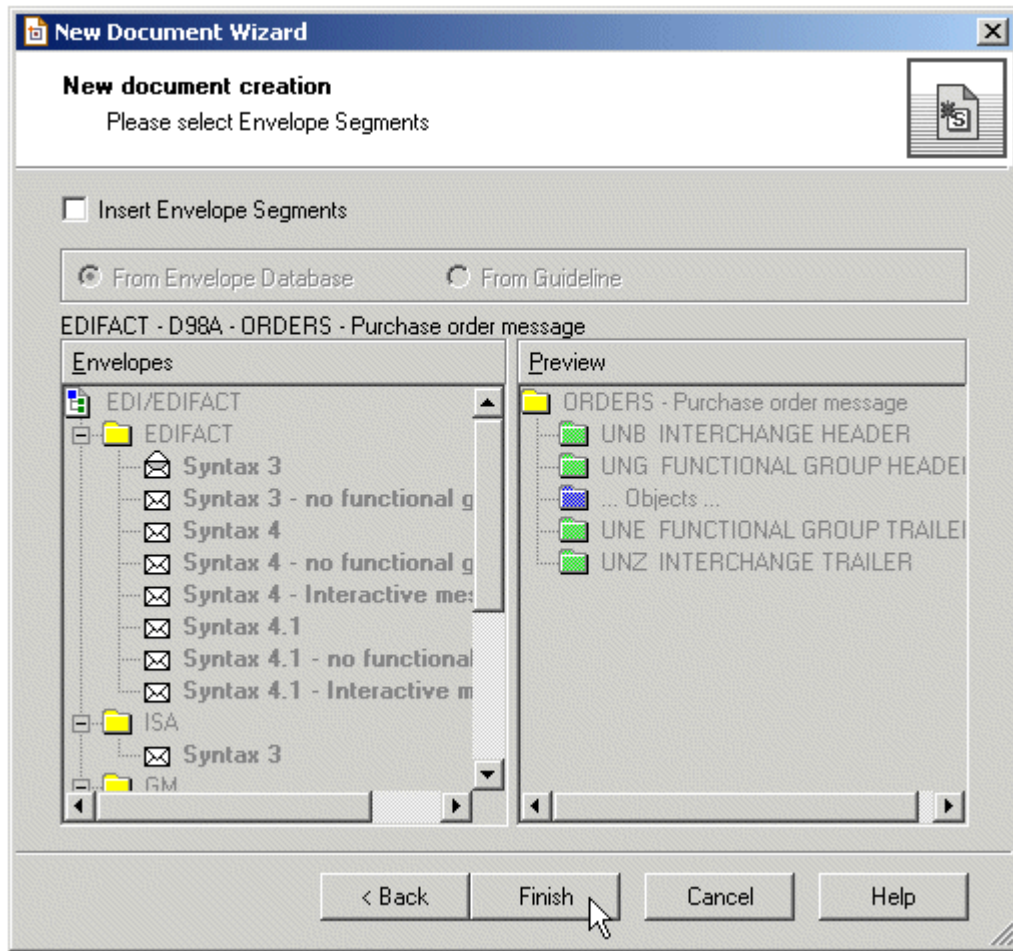 New Document Wizard
New document creation
Please select Envelope Segments
Insert Envelope Segments
From Envelope Database
From Guideline
EDIFACT - D98A - ORDERS - Purchase order message
Envelopes
EDI/EDIFACT
EDIFACT
Syntax 3
Syntax 3 - no functional g
Syntax 4
Syntax 4 - no functional g
Syntax 4 - Interactive mes
Syntax 4.1
Syntax 4.1 - no functional
Syntax 4.1 - Interactive m
ISA
Syntax 3
GM
Preview
ORDERS - Purchase order message
UNB INTERCHANGE HEADER
UNG FUNCTIONAL GROUP HEADE
... Objects ...
UNE FUNCTIONAL GROUP TRAILE
UNZ INTERCHANGE TRAILER
< Back
Finish
Cancel
Help